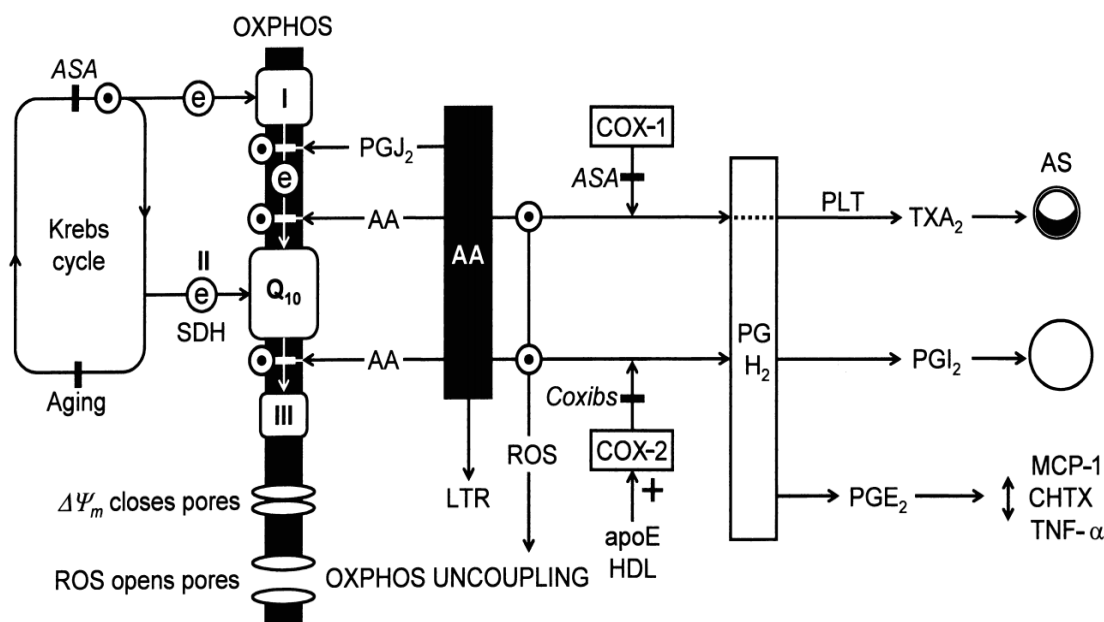 OXPHOS
ASA
e
I
COX-1
PGJ2
ASA
AS
e
PLT
AA
AA
TXA2
Krebs
cycle
II
e
SDH
Q10
PG
H2
AA
PGI2
Aging
Coxibs
III
ROS
COX-2
MCP-1
ΔΨm closes pores
LTR
+
PGE2
CHTX
apoE
TNF-α
HDL
ROS opens pores
OXPHOS UNCOUPLING